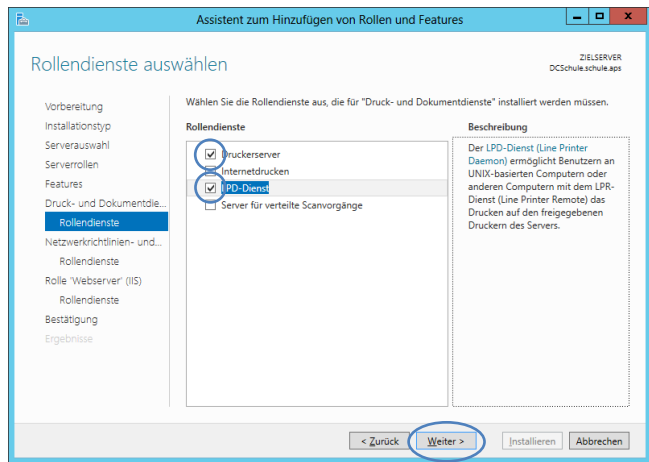 Assistent zum Hinzufügen von Rollen und Features
Rollendienste auswählen
ZIELSERVER
DCSchule.schule.aps
Vorbereitung
Installationstyp
Serverauswahl
Serverrollen
Features
Druck- und Dokumentdie...
Rollendienste
Netzwerkrichtlinien- und...
Rollendienste
Rolle 'Webserver' (IIS)
Rollendienste
Bestätigung
Ergebnisse
Wählen Sie die Rollendienste aus, die für "Druck- und Dokumentdienste" installiert werden müssen.
Rollendienste
Druckerserver
Internetdrucken
LPD-Dienst
Server für verteilte Scanvorgänge
Beschreibung
Der LPD-Dienst (Line Printer
Daemon) ermöglicht Benutzern an
UNIX-basierten Computern oder
anderen Computern mit dem LPR-
Dienst (Line Printer Remote) das
Drucken auf den freigegebenen
Druckern des Servers.
< Zurück
Weiter >
Installieren
Abbrechen